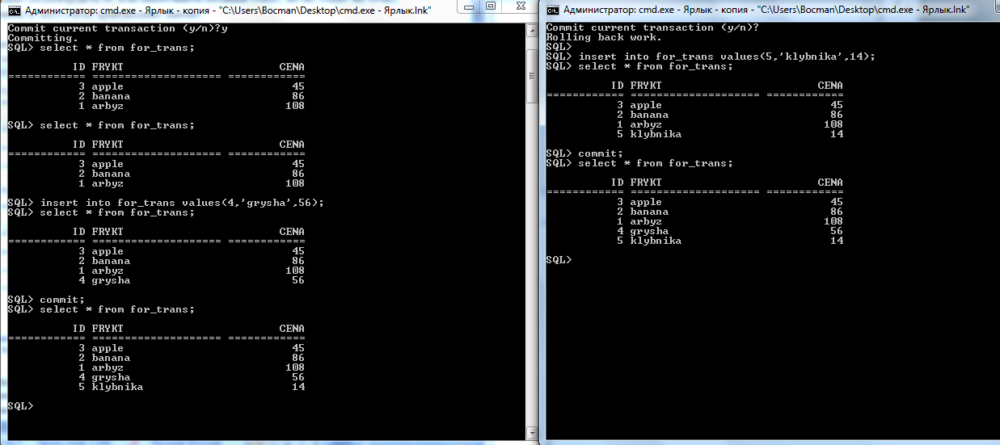 Администратор: cmd.exe - Ярлык - копия - "C:\Users\Bocman\Desktop\cmd.exe - Ярлык.lnk"
Commit current transaction (y/n)?y
Committing.
SQL> select * from for_trans;
ID FRYKT CENA
============ ==================== ============
3 apple 45
2 banana 86
1 arbyz 108
SQL> select * from for_trans;
ID FRYKT CENA
============ ==================== ============
3 apple 45
2 banana 86
1 arbyz 108
SQL> insert into for_trans values(4,'grysha',56);
SQL> select * from for_trans;
ID FRYKT CENA
============ ==================== ============
3 apple 45
2 banana 86
1 arbyz 108
4 grysha 56
SQL> commit;
SQL> select * from for_trans;
ID FRYKT CENA
============ ==================== ============
3 apple 45
2 banana 86
1 arbyz 108
4 grysha 56
5 klybnika 14
SQL>
Администратор: cmd.exe - Ярлык - копия - "C:\Users\Bocman\Desktop\cmd.exe - Ярлык.lnk"
Commit current transaction (y/n)?
Rolling back work.
SQL>
SQL> insert into for_trans values(5,'klybnika',14);
SQL> select * from for_trans;
ID FRYKT CENA
============ ==================== ============
3 apple 45
2 banana 86
1 arbyz 108
5 klybnika 14
SQL> commit;
SQL> select * from for_trans;
ID FRYKT CENA
============ ==================== ============
3 apple 45
2 banana 86
1 arbyz 108
4 grysha 56
5 klybnika 14
SQL>